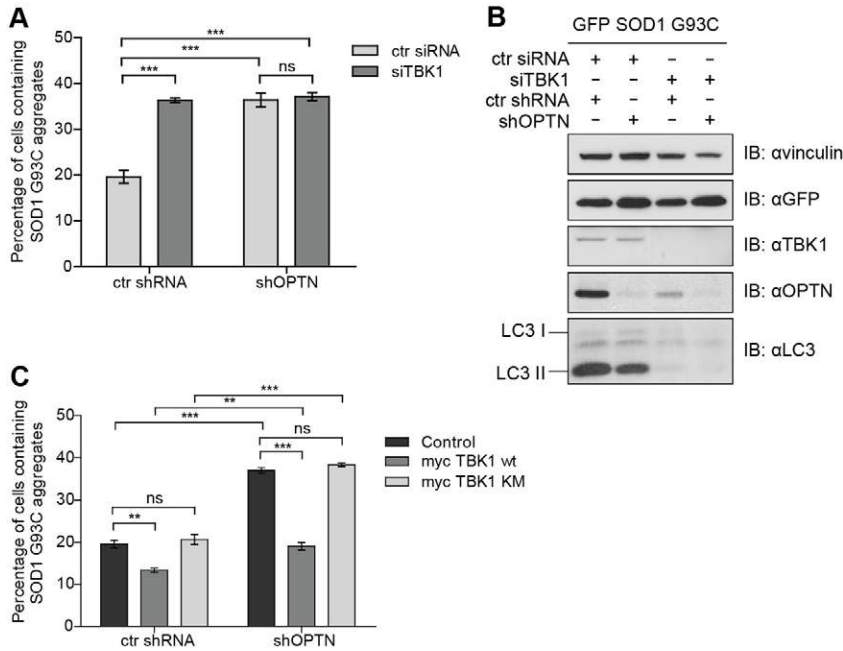 A
Percentage of cells containing
SOD1 G93C aggregates
50
40
30
20
10
0
***
***
***
ns
ctr shRNA
shOPTN
ctr siRNA
siTBK1
B
GFP SOD1 G93C
ctr siRNA + + – –
siTBK1 – – + +
ctr shRNA + – + –
shOPTN – + – +
IB: αvinculin
IB: αGFP
IB: αTBK1
IB: αOPTN
LC3 I
LC3 II
IB: αLC3
C
Percentage of cells containing
SOD1 G93C aggregates
50
40
30
20
10
0
***
**
***
ns
***
ns
**
ctr shRNA
shOPTN
Control
myc TBK1 wt
myc TBK1 KM